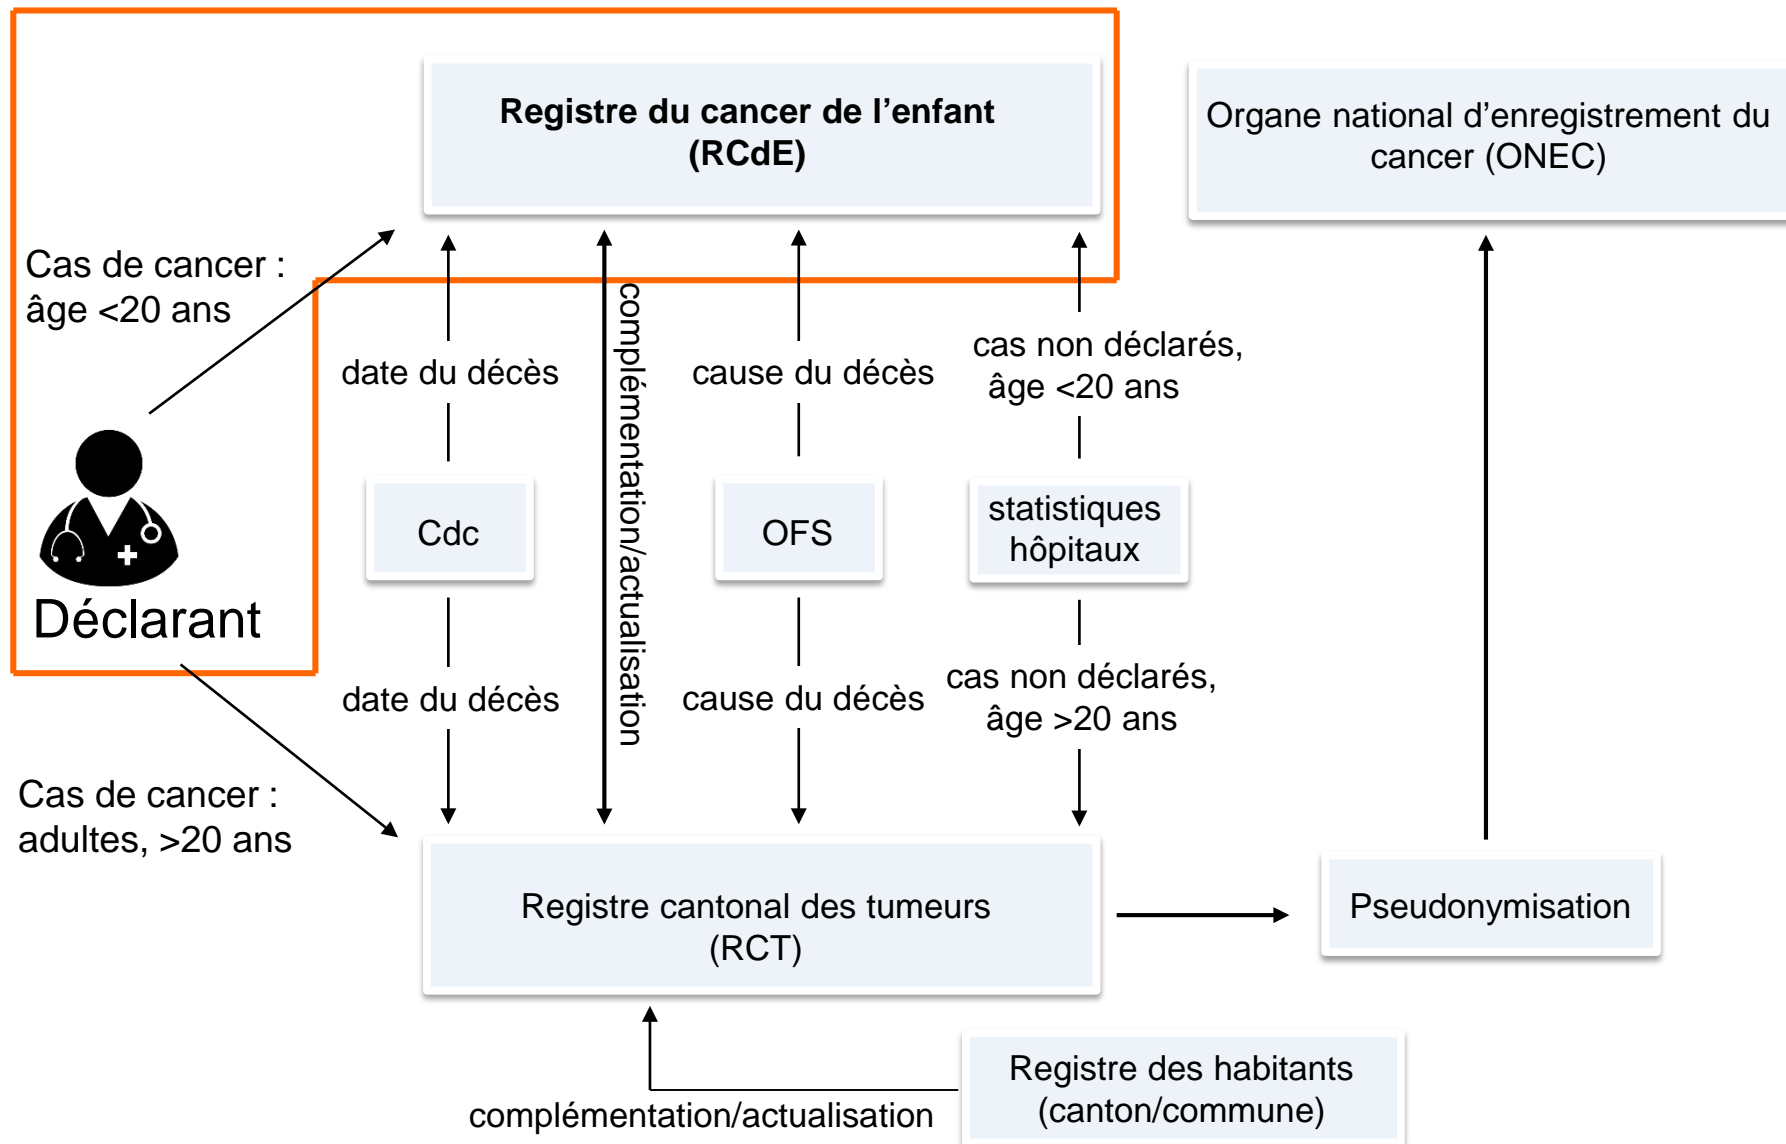 Registre du cancer de l’enfant
(RCdE)
Organe national d’enregistrement du
cancer (ONEC)
Cas de cancer :
âge <20 ans
date du décès
complémentation/actualisation
cause du décès
cas non déclarés,
âge <20 ans
Cdc
OFS
statistiques
hôpitaux
Déclarant
date du décès
cause du décès
cas non déclarés,
âge >20 ans
Cas de cancer :
adultes, >20 ans
Registre cantonal des tumeurs
(RCT)
Pseudonymisation
Registre des habitants
(canton/commune)
complémentation/actualisation